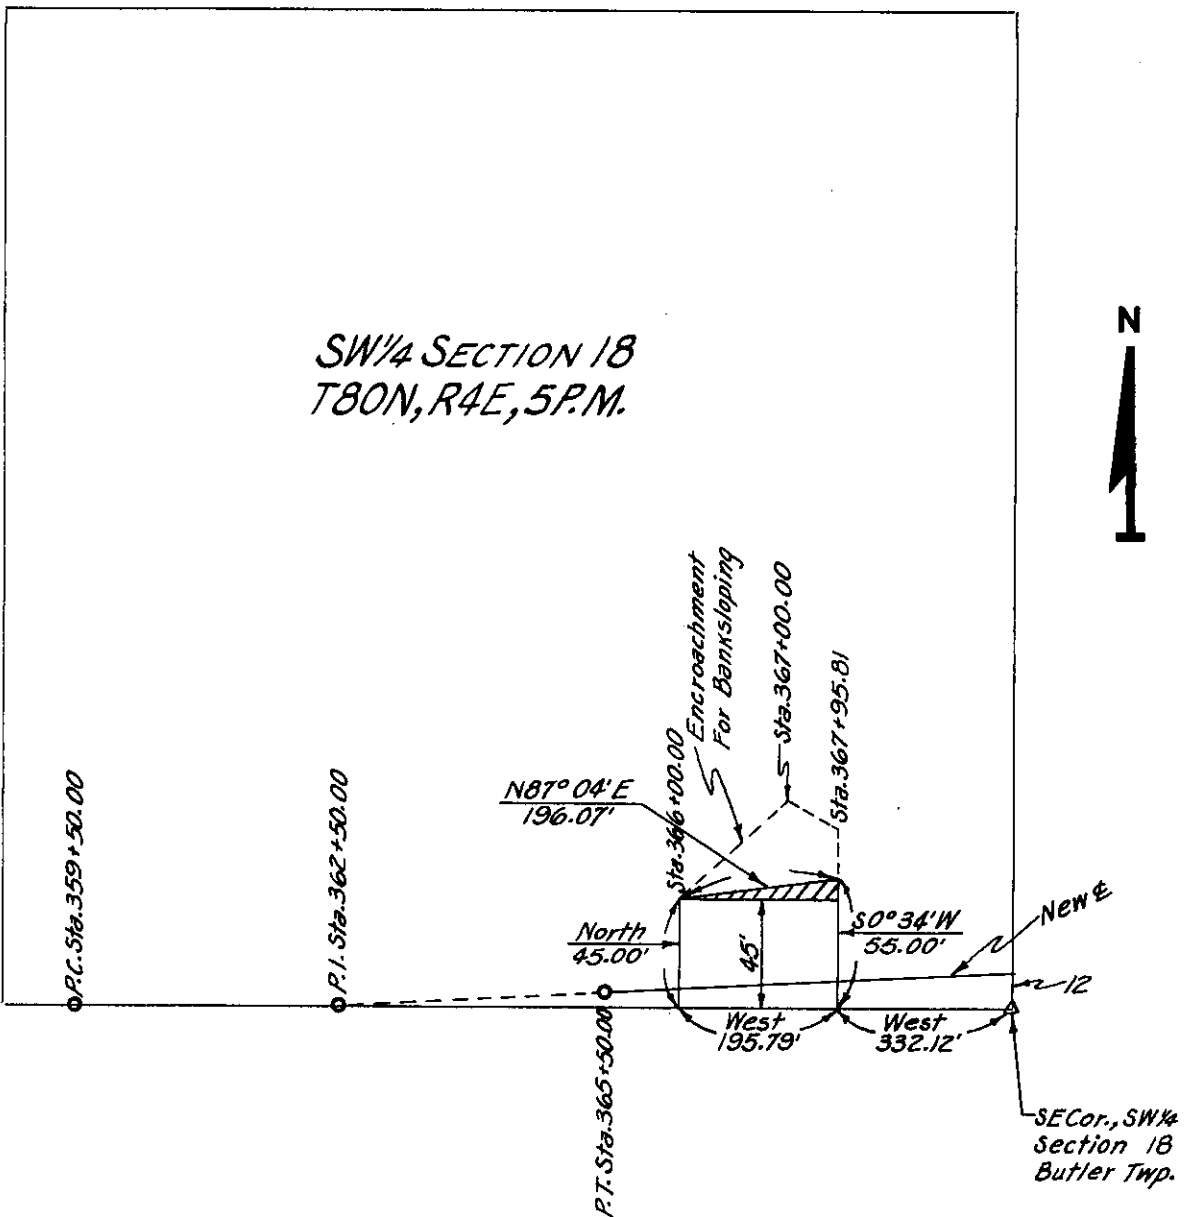 SW¼ SECTION 18
T80N, R4E, 5P.M.
N
Encroachment
For Banksloping
Sta.367+00.00
Sta.367+95.81
Sta.366+00.00
N87°04'E
196.07'
P.C. Sta.359+50.00
P.I. Sta.362+50.00
North
45.00'
45'
S0°34'W
55.00'
New ℄
12
West
195.79'
West
332.12'
P.T. Sta.365+50.00
SE Cor., SW¼
Section 18
Butler Twp.